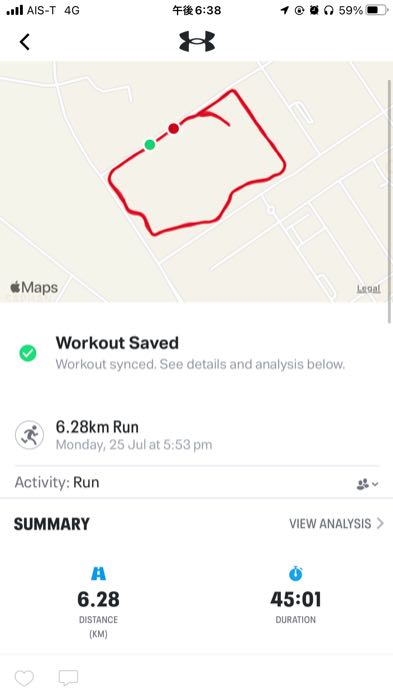 AIS-T 4G 午後6:38 59%
Maps
Legal
Workout Saved
Workout synced. See details and analysis below.
6.28km Run
Monday, 25 Jul at 5:53 pm
Activity: Run
SUMMARY VIEW ANALYSIS
6.28 45:01
DISTANCE DURATION
(KM)